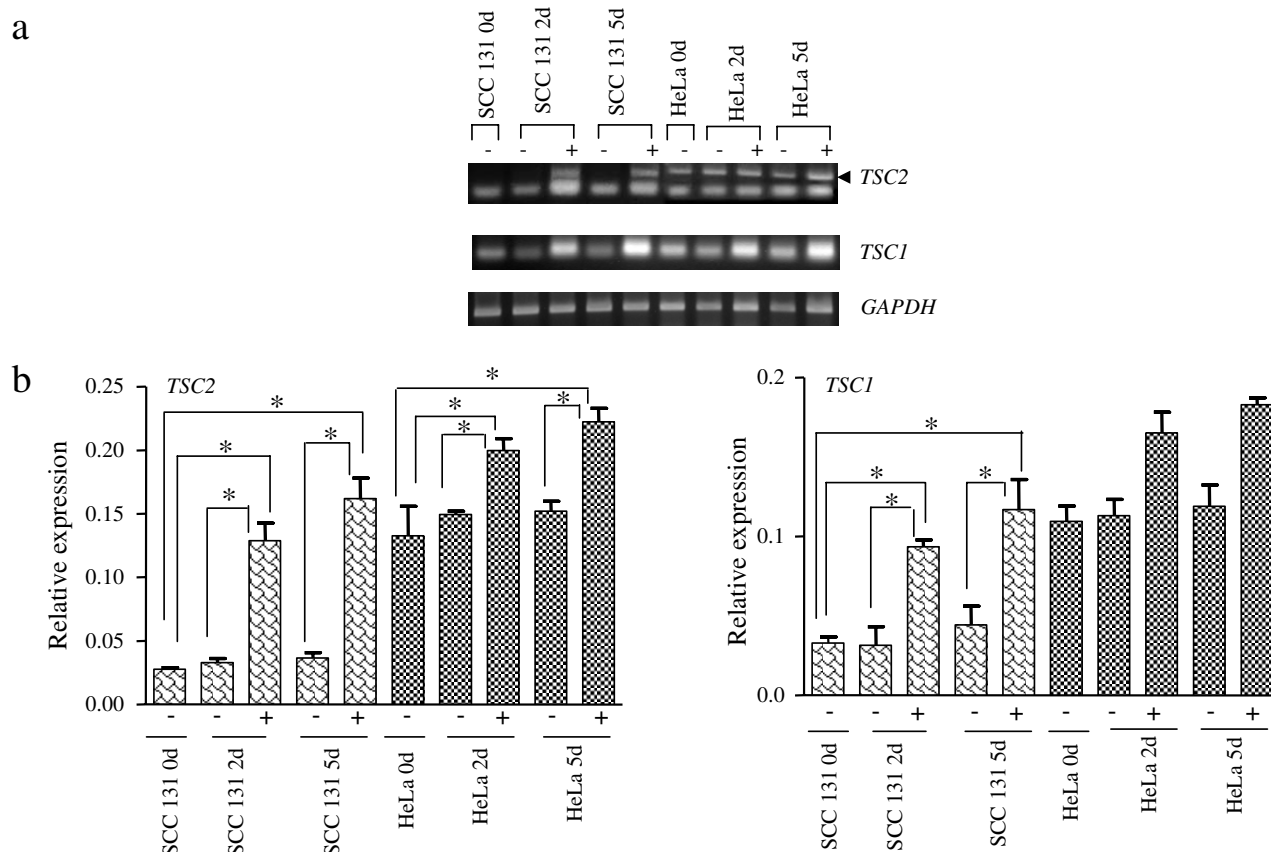 a
SCC 131 0d
SCC 131 2d
SCC 131 5d
HeLa 0d
HeLa 2d
HeLa 5d
- - + - + - - + - +
TSC2
TSC1
GAPDH
b
TSC2
Relative expression
0.25
0.20
0.15
0.10
0.05
0.00
* * * * * * * *
- - + - + - - + - +
SCC 131 0d
SCC 131 2d
SCC 131 5d
HeLa 0d
HeLa 2d
HeLa 5d
TSC1
Relative expression
0.2
0.1
0.0
* * * *
- - + - + - - + - +
SCC 131 0d
SCC 131 2d
SCC 131 5d
HeLa 0d
HeLa 2d
HeLa 5d